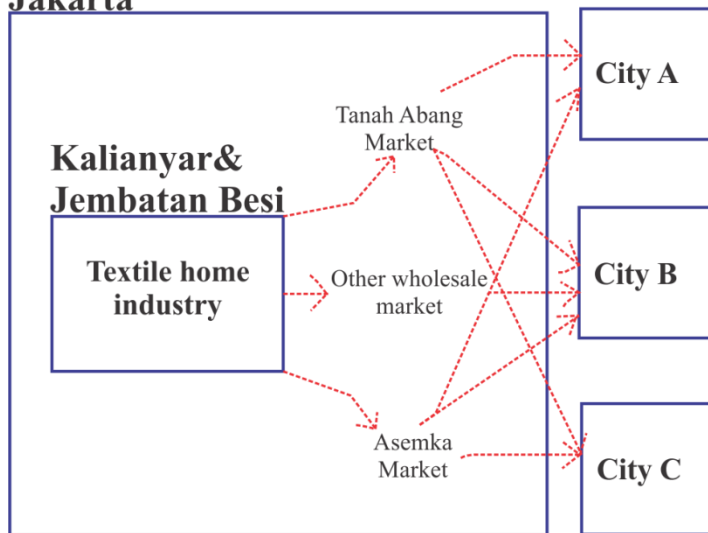 Jakarta
Kalianyar&
Jembatan Besi
Textile home
industry
Tanah Abang
Market
Other wholesale
market
Asemka
Market
City A
City B
City C